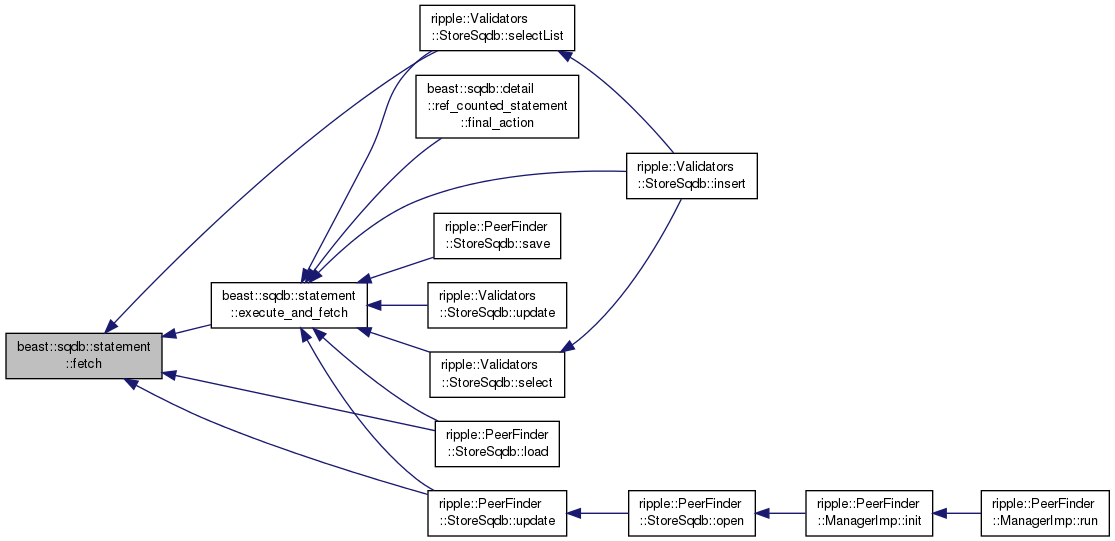 ripple::Validators
::StoreSqdb::selectList
beast::sqdb::detail
::ref_counted_statement
::final_action
ripple::Validators
::StoreSqdb::insert
ripple::PeerFinder
::StoreSqdb::save
beast::sqdb::statement
::execute_and_fetch
ripple::Validators
::StoreSqdb::update
beast::sqdb::statement
::fetch
ripple::Validators
::StoreSqdb::select
ripple::PeerFinder
::StoreSqdb::load
ripple::PeerFinder
::StoreSqdb::update
ripple::PeerFinder
::StoreSqdb::open
ripple::PeerFinder
::ManagerImp::init
ripple::PeerFinder
::ManagerImp::run